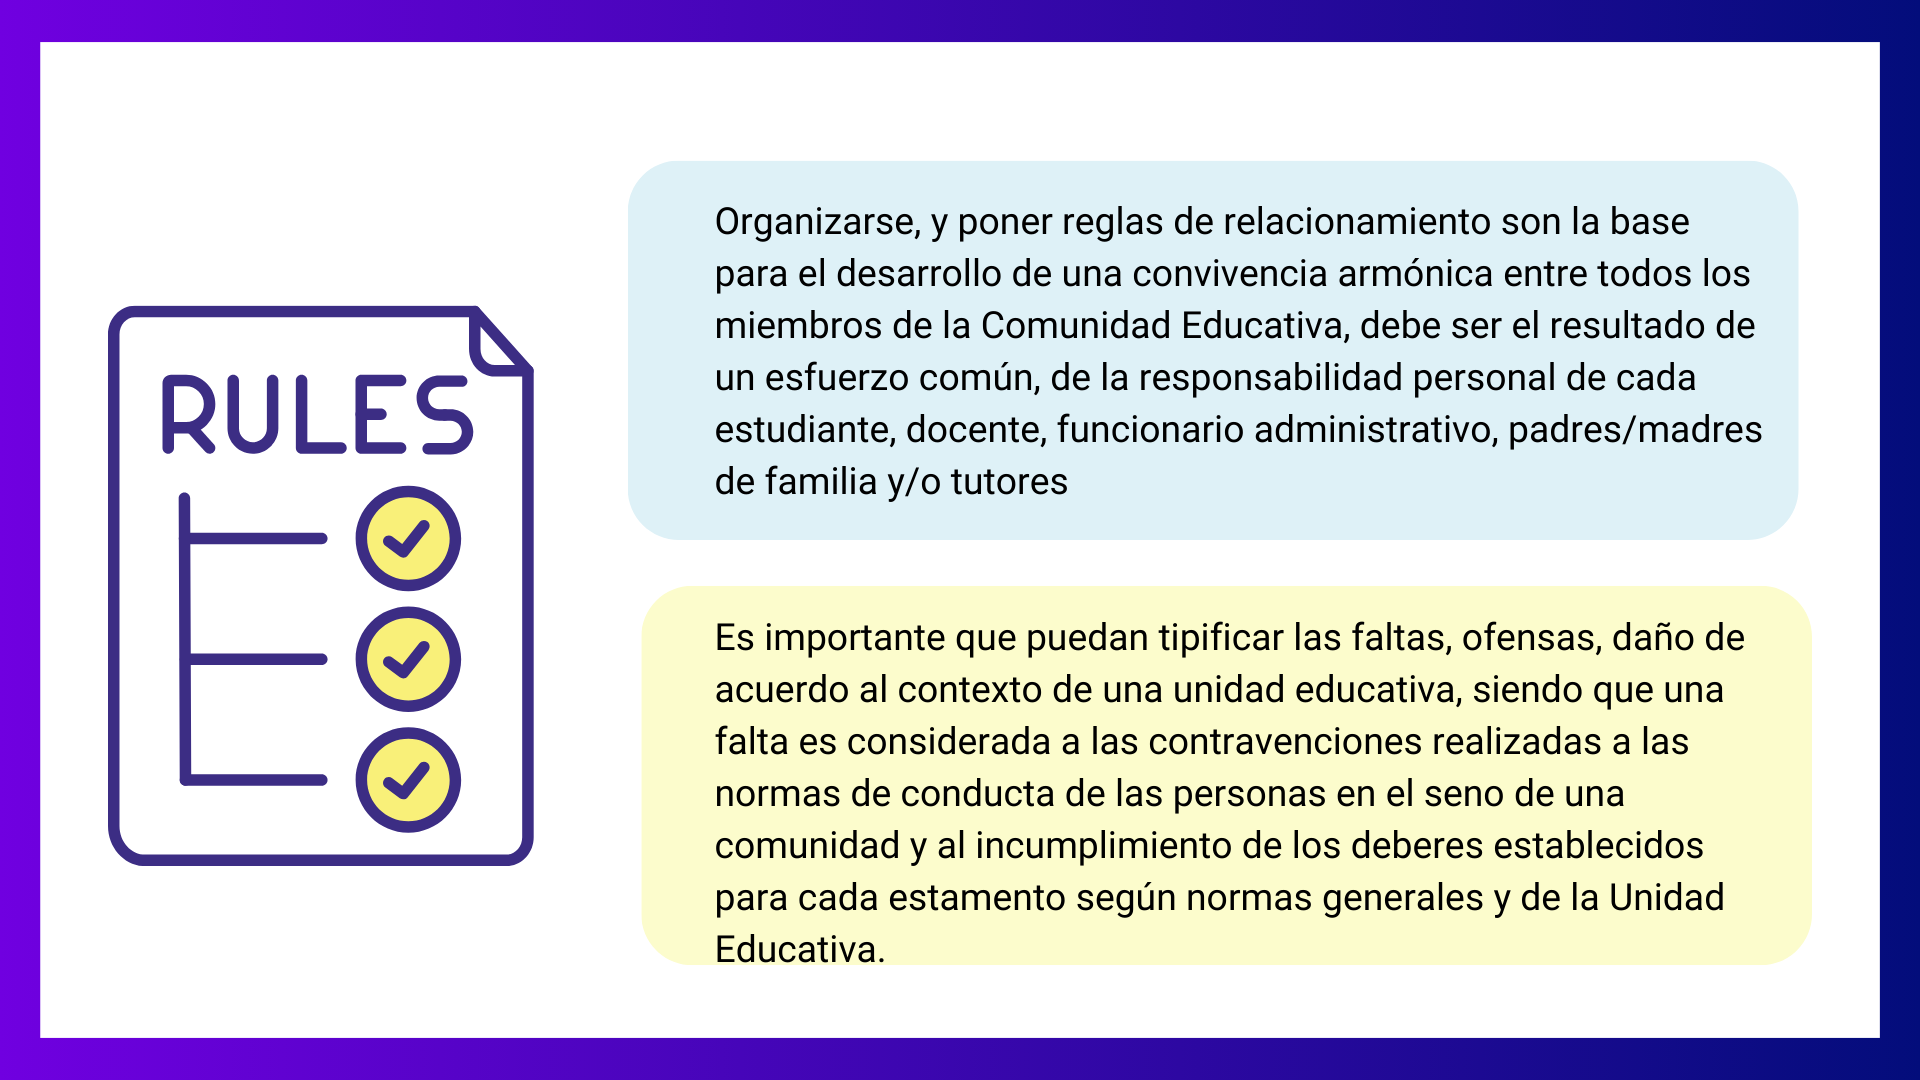 RULES
Organizarse, y poner reglas de relacionamiento son la base
para el desarrollo de una convivencia armónica entre todos los
miembros de la Comunidad Educativa, debe ser el resultado de
un esfuerzo común, de la responsabilidad personal de cada
estudiante, docente, funcionario administrativo, padres/madres
de familia y/o tutores
Es importante que puedan tipificar las faltas, ofensas, daño de
acuerdo al contexto de una unidad educativa, siendo que una
falta es considerada a las contravenciones realizadas a las
normas de conducta de las personas en el seno de una
comunidad y al incumplimiento de los deberes establecidos
para cada estamento según normas generales y de la Unidad
Educativa.